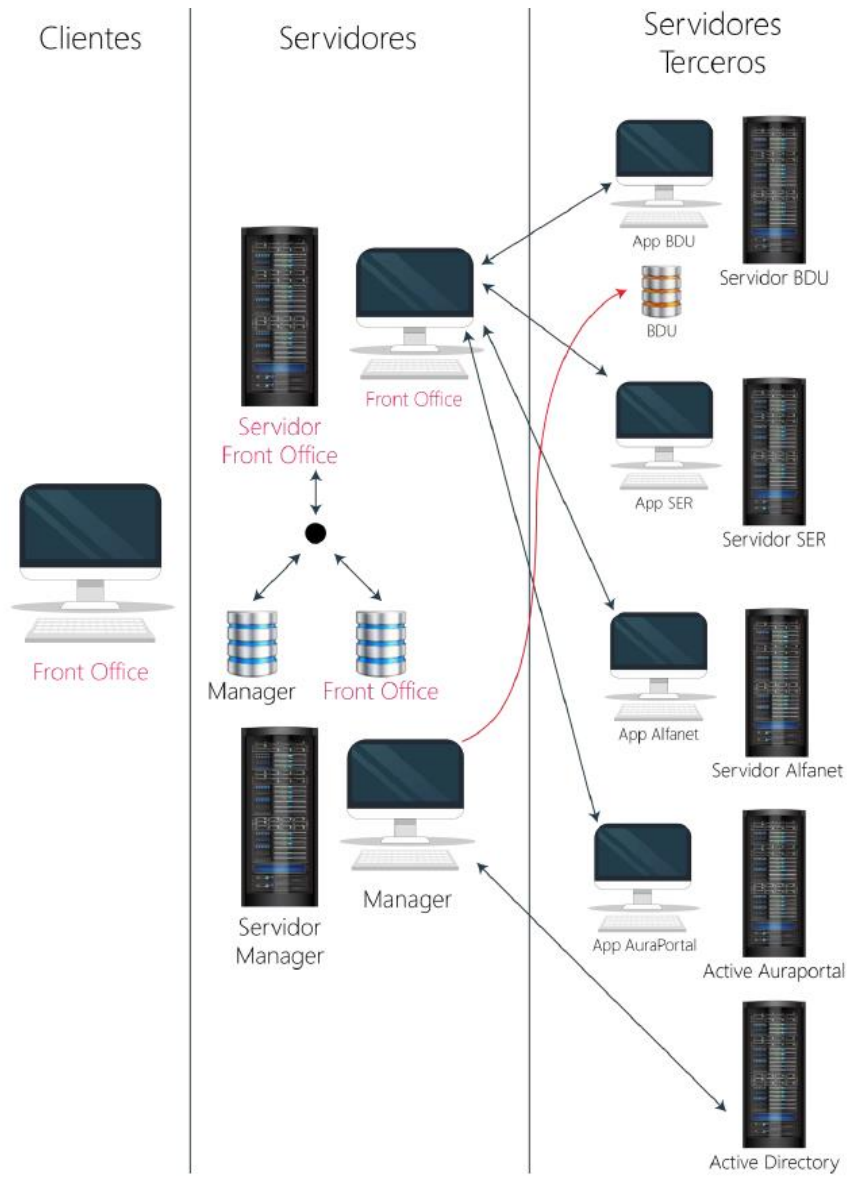 Clientes
Servidores
Servidores
Terceros
App BDU
Servidor BDU
BDU
Servidor
Front Office
Front Office
App SER
Servidor SER
Front Office
Manager
Front Office
App Alfanet
Servidor Alfanet
Servidor
Manager
Manager
App AuraPortal
Active Auraportal
Active Directory